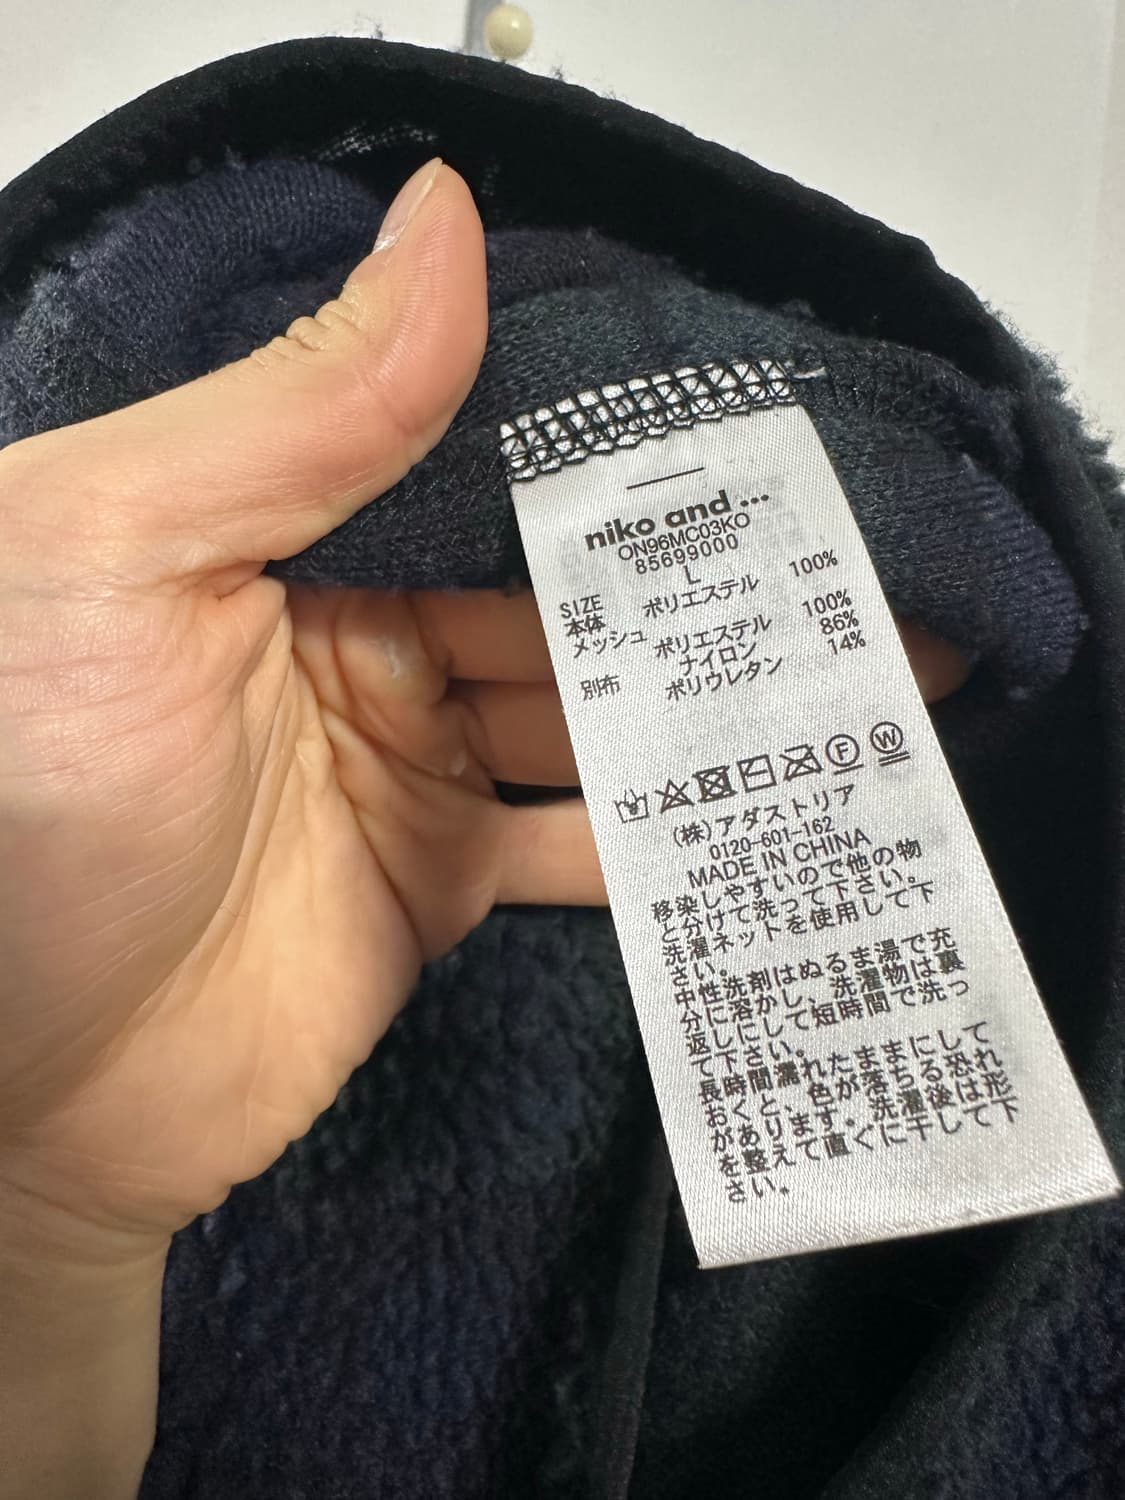 niko and ...
ON96MC03KO
85699000
SIZE L
本体 ポリエステル 100%
メッシュ ポリエステル 100%
ナイロン 86%
別布 ポリウレタン 14%
F W
(株)アダストリア
0120-601-162
MADE IN CHINA
移染しやすいので他の物
と分けて洗って下さい。
洗濯ネットを使用して下
さい。
中性洗剤はぬるま湯で充
分に溶かし、洗濯物は裏
返しにして短時間で洗っ
て下さい。
長時間濡れたままにして
おくと、色が落ちる恐れ
があります。洗濯後は形
を整えて直ぐに干して下
さい。